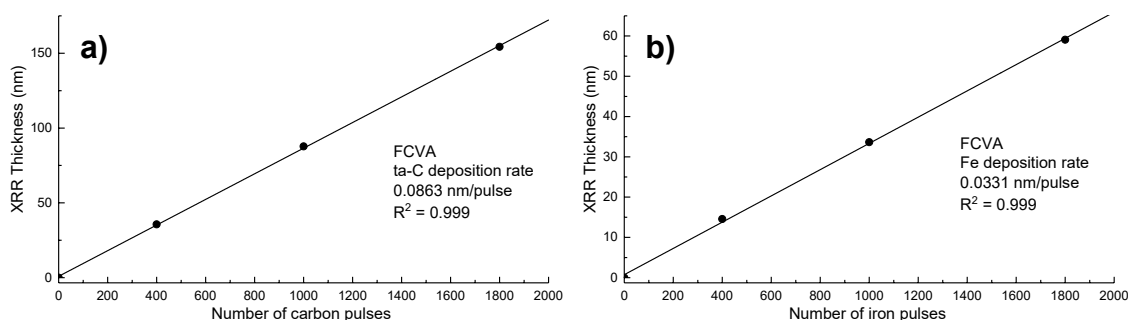 a)
XRR Thickness (nm)
150
100
50
0
FCVA
ta-C deposition rate
0.0863 nm/pulse
R² = 0.999
0 200 400 600 800 1000 1200 1400 1600 1800 2000
Number of carbon pulses
b)
XRR Thickness (nm)
60
50
40
30
20
10
0
FCVA
Fe deposition rate
0.0331 nm/pulse
R² = 0.999
0 200 400 600 800 1000 1200 1400 1600 1800 2000
Number of iron pulses